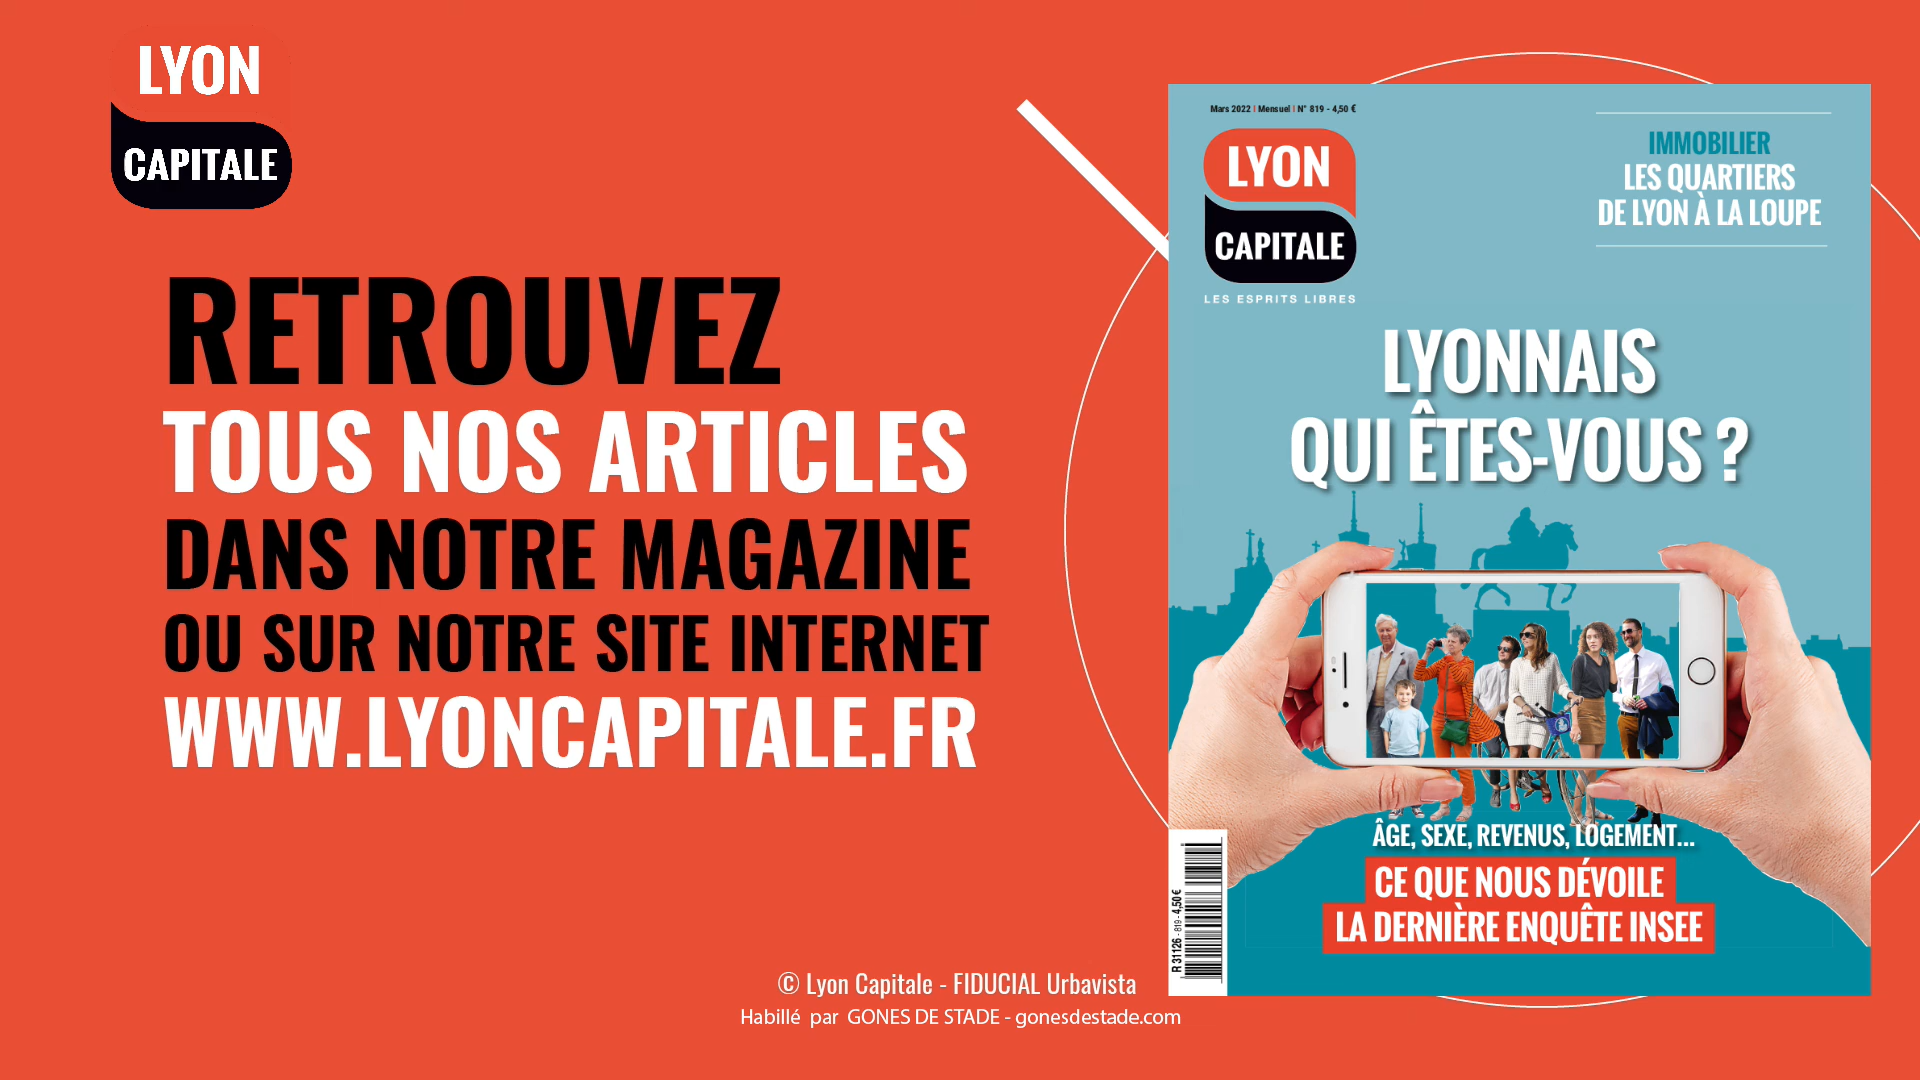 LYON
CAPITALE
RETROUVEZ
TOUS NOS ARTICLES
DANS NOTRE MAGAZINE
OU SUR NOTRE SITE INTERNET
WWW.LYONCAPITALE.FR
© Lyon Capitale - FIDUCIAL Urbavista
Habillé par GONES DE STADE - gonesdestade.com
Mars 2022 I Mensuel I N° 819 - 4,50 €
LYON
CAPITALE
LES ESPRITS LIBRES
IMMOBILIER
LES QUARTIERS
DE LYON À LA LOUPE
LYONNAIS
QUI ÊTES-VOUS ?
ÂGE, SEXE, REVENUS, LOGEMENT...
CE QUE NOUS DÉVOILE
LA DERNIÈRE ENQUÊTE INSEE
R 31126 - 819 - 4,50 €